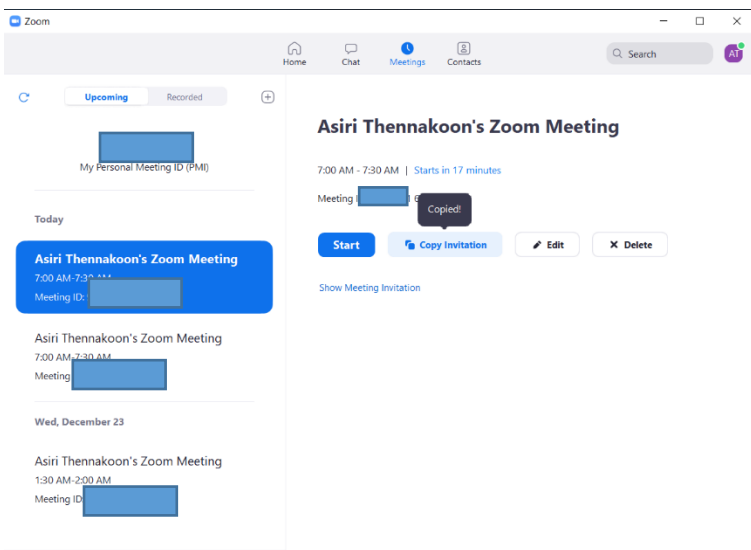 Zoom
Home
Chat
Meetings
Contacts
Search
AT
Upcoming
Recorded
My Personal Meeting ID (PMI)
Today
Asiri Thennakoon's Zoom Meeting
7:00 AM-7:30 AM
Meeting ID:
Asiri Thennakoon's Zoom Meeting
7:00 AM-7:30 AM
Meeting
Wed, December 23
Asiri Thennakoon's Zoom Meeting
1:30 AM-2:00 AM
Meeting ID
Asiri Thennakoon's Zoom Meeting
7:00 AM - 7:30 AM | Starts in 17 minutes
Meeting
Copied!
Start
Copy Invitation
Edit
Delete
Show Meeting Invitation